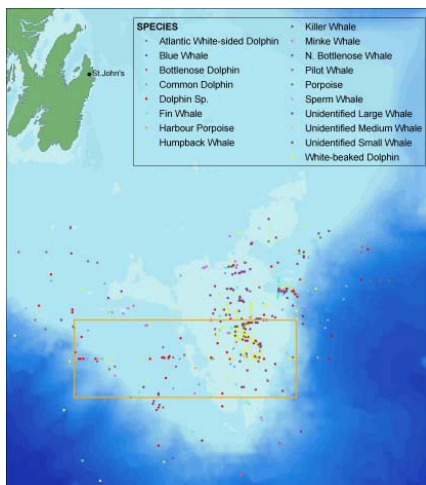 SPECIES
Atlantic White-sided Dolphin
Blue Whale
Bottlenose Dolphin
Common Dolphin
Dolphin Sp.
Fin Whale
Harbour Porpoise
Humpback Whale
Killer Whale
Minke Whale
N. Bottlenose Whale
Pilot Whale
Porpoise
Sperm Whale
Unidentified Large Whale
Unidentified Medium Whale
Unidentified Small Whale
White-beaked Dolphin
St.John's